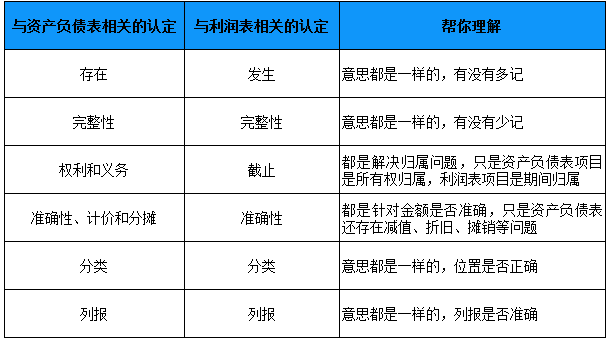 与资产负债表相关的认定 与利润表相关的认定 帮你理解
存在 发生 意思都是一样的，有没有多记
完整性 完整性 意思都是一样的，有没有少记
权利和义务 截止 都是解决归属问题，只是资产负债表项目
是所有权归属，利润表项目是期间归属
准确性、计价和分摊 准确性 都是针对金额是否准确，只是资产负债表
还存在减值、折旧、摊销等问题
分类 分类 意思都是一样的，位置是否正确
列报 列报 意思都是一样的，列报是否准确